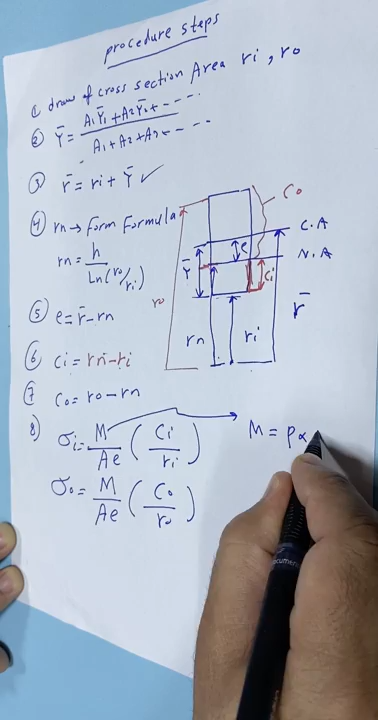 procedure steps
① draw of cross section Area ri, ro
② Ȳ = A1Ȳ1 + A2Ȳ2 + ----
A1 + A2 + A3 + ---
③ r̄ = ri + Ȳ ✓
④ rn → Form Formula
rn = h
Ln(ro/ri)
⑤ e = r̄ - rn
⑥ Ci = rn - ri
⑦ Co = ro - rn
8) σi = M/Ae (Ci/ri)
M = P x
σo = M/Ae (Co/ro)
Co
C.A
e
N.A
Ȳ
Ci
ro
r̄
rn
ri